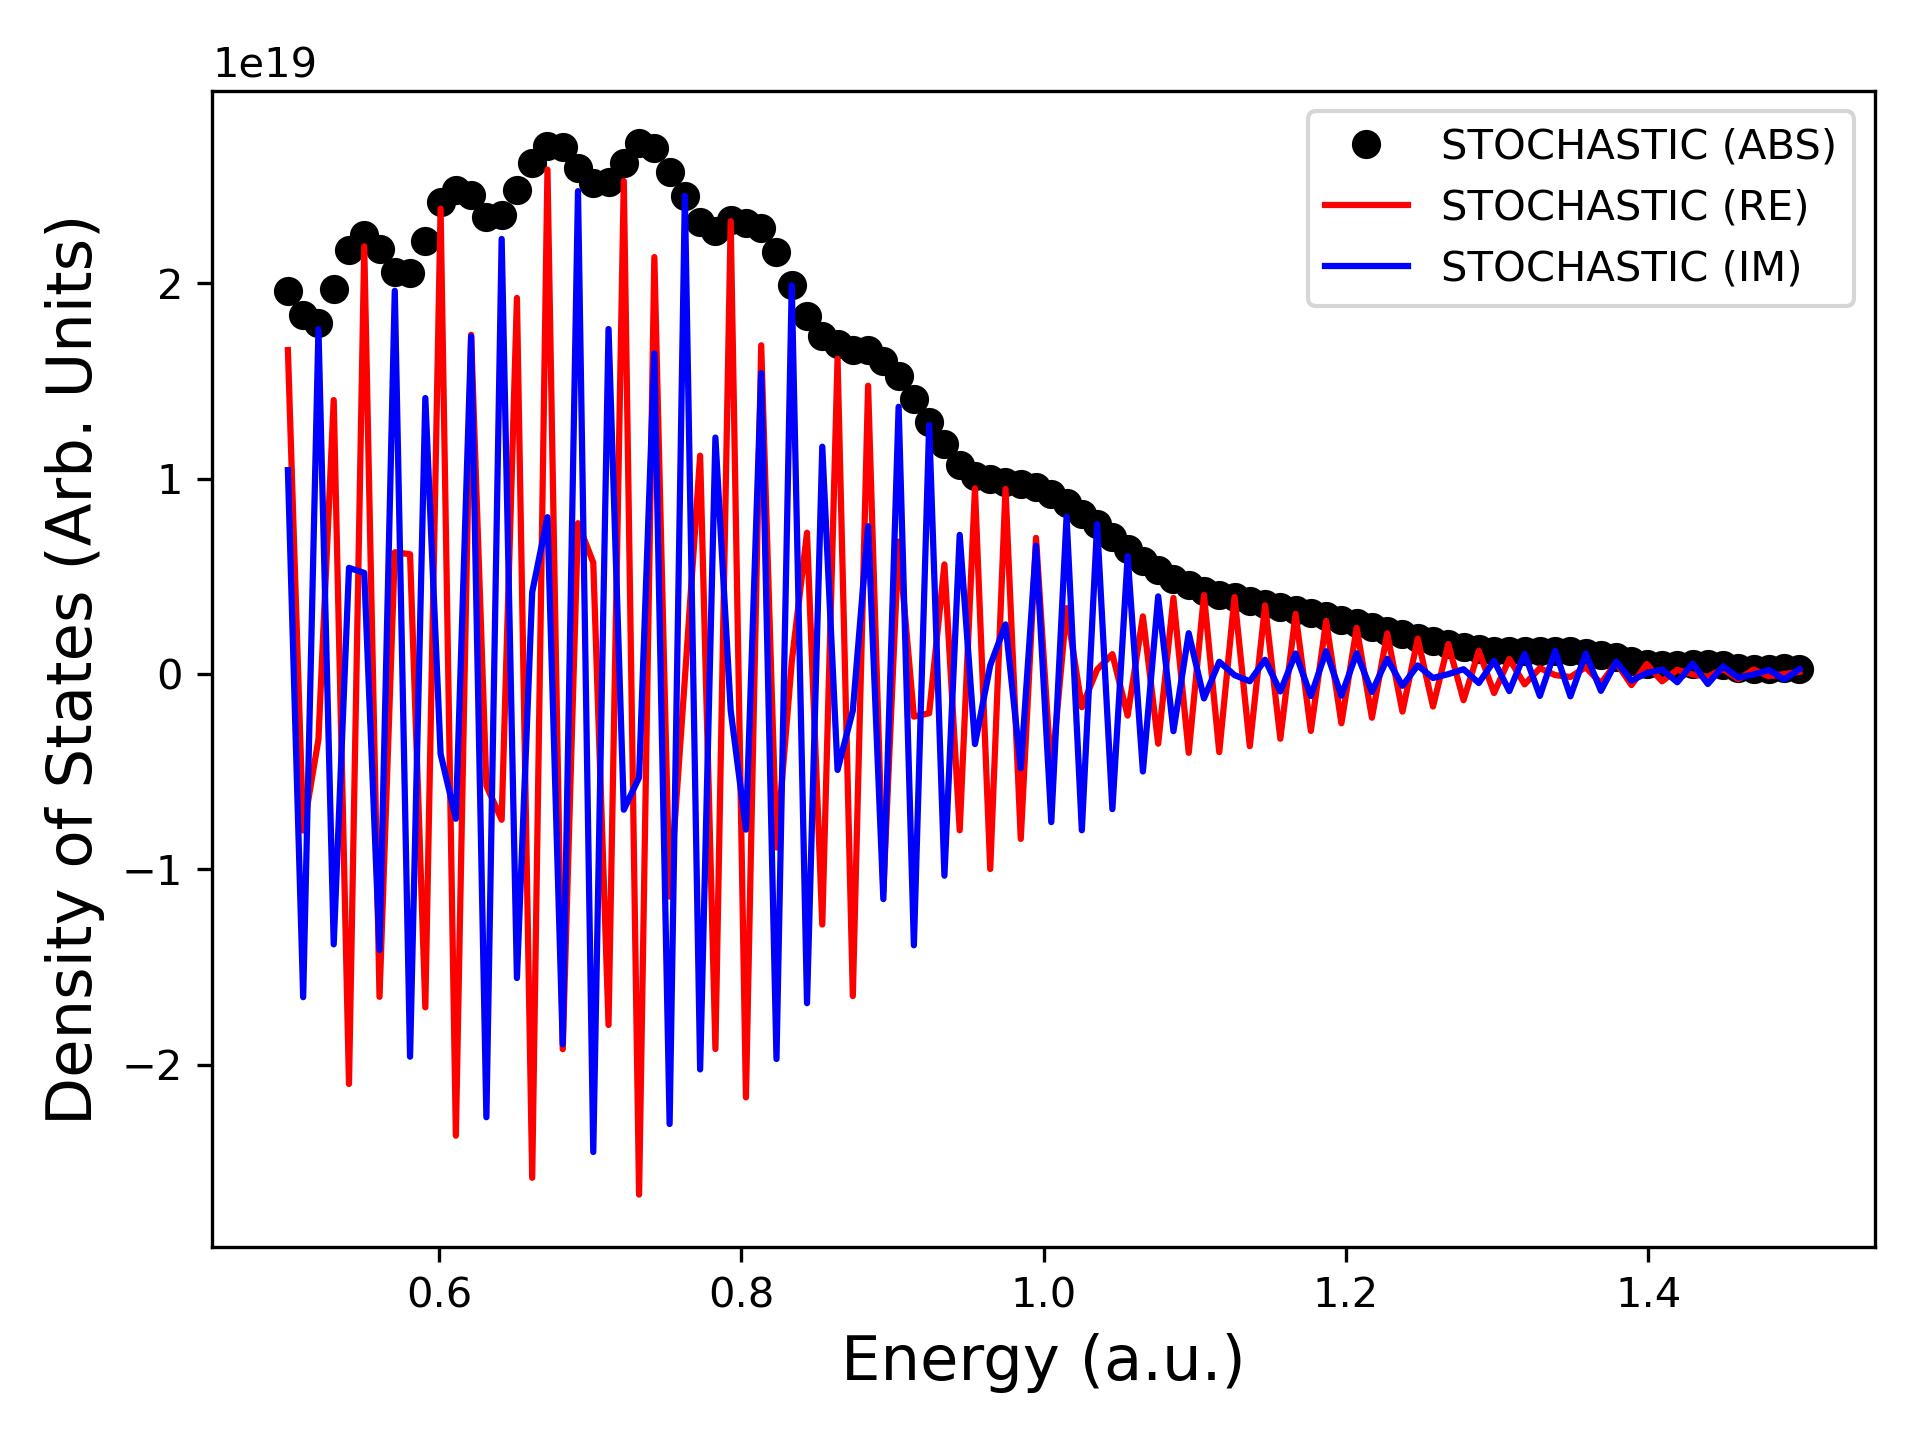 1e19
STOCHASTIC (ABS)
STOCHASTIC (RE)
STOCHASTIC (IM)
Density of States (Arb. Units)
2
1
0
−1
−2
0.6 0.8 1.0 1.2 1.4
Energy (a.u.)